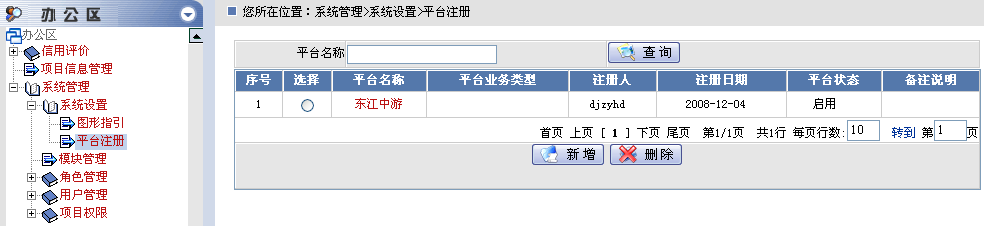 办公区
办公区
信用评价
项目信息管理
系统管理
系统设置
图形指引
平台注册
模块管理
角色管理
用户管理
项目权限
您所在位置：系统管理>系统设置>平台注册
平台名称 查询
序号 选择 平台名称 平台业务类型 注册人 注册日期 平台状态 备注说明
1 东江中游 djzyhd 2008-12-04 启用
首页 上页 [ 1 ] 下页 尾页 第1/1页 共1行 每页行数: 10 转到 第 1 页
新增 删除